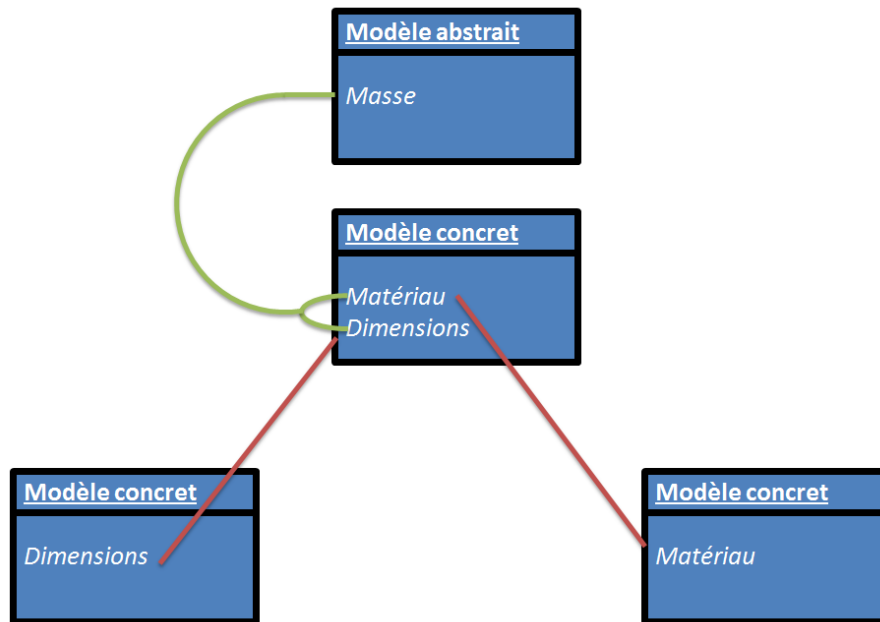 Modèle abstrait
Masse
Modèle concret
Matériau
Dimensions
Modèle concret
Dimensions
Modèle concret
Matériau